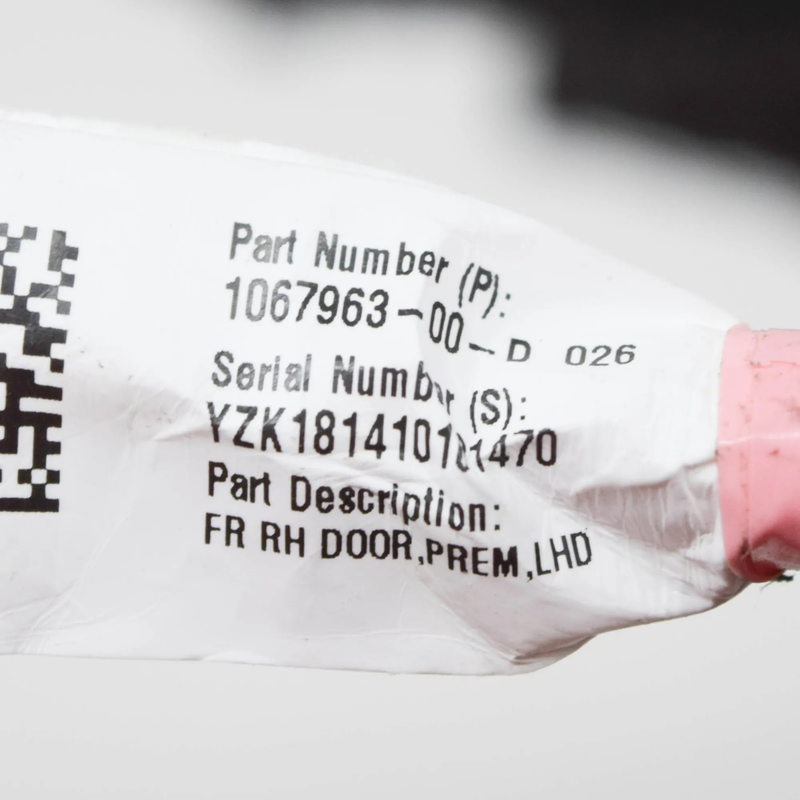 Part Number (P):
1067963-00-D 026
Serial Number (S):
Part Description:
FR RH DOOR,PREM,LHD